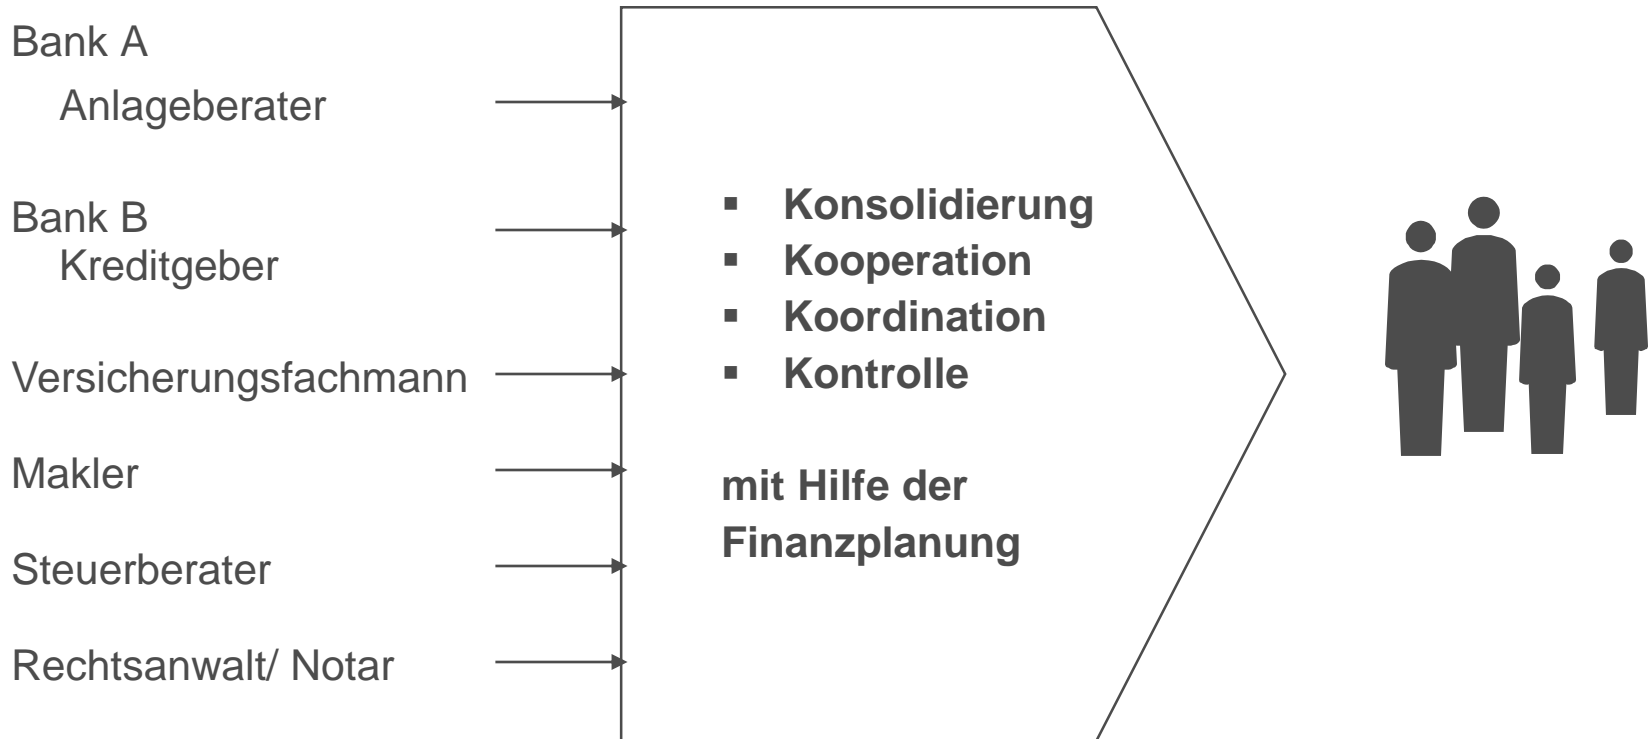 Bank A
Anlageberater
Bank B
Kreditgeber
Versicherungsfachmann
Makler
Steuerberater
Rechtsanwalt/ Notar
▪ Konsolidierung
▪ Kooperation
▪ Koordination
▪ Kontrolle
mit Hilfe der
Finanzplanung